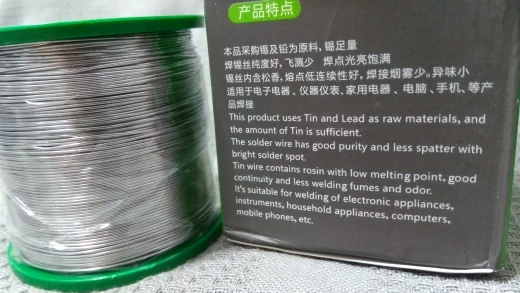 产品特点
本品采购锡及铅为原料，锡足量
焊锡丝纯度好，飞溅少 焊点光亮饱满
锡丝内含松香，熔点低连续性好，焊接烟雾少。异味小
适用于电子电器、仪器仪表、家用电器、电脑、手机，等产
品焊接
This product uses Tin and Lead as raw materials, and
the amount of Tin is sufficient.
The solder wire has good purity and less spatter with
bright solder spot.
Tin wire contains rosin with low melting point, good
continuity and less welding fumes and odor.
It's suitable for welding of electronic appliances,
instruments, household appliances, computers,
mobile phones, etc.